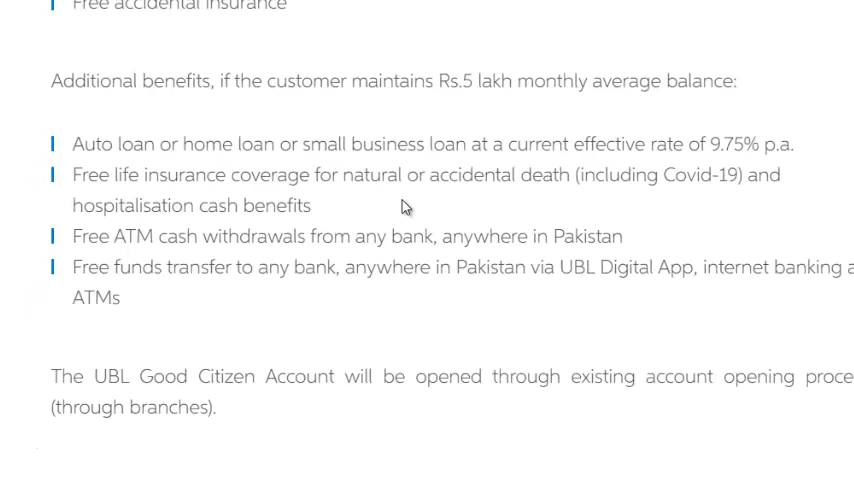 Free accidental insurance
Additional benefits, if the customer maintains Rs.5 lakh monthly average balance:
Auto loan or home loan or small business loan at a current effective rate of 9.75% p.a.
Free life insurance coverage for natural or accidental death (including Covid-19) and
hospitalisation cash benefits
Free ATM cash withdrawals from any bank, anywhere in Pakistan
Free funds transfer to any bank, anywhere in Pakistan via UBL Digital App, internet banking
ATMs
The UBL Good Citizen Account will be opened through existing account opening
(through branches).